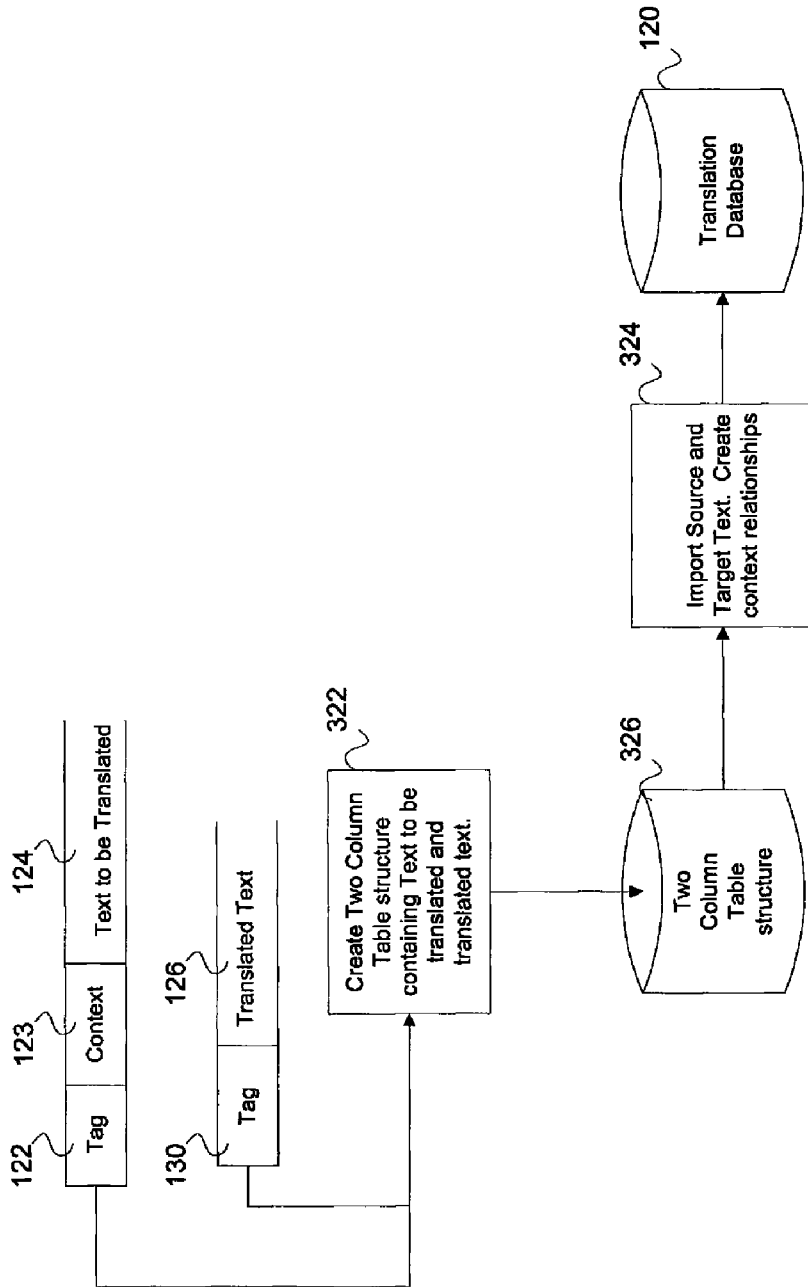 122
123
124
Tag
Context
Text to be Translated
130
126
Tag
Translated Text
322
Create Two Column
Table structure
containing Text to be
translated and
translated text.
326
Two
Column
Table
structure
324
Import Source and
Target Text. Create
context relationships
120
Translation
Database